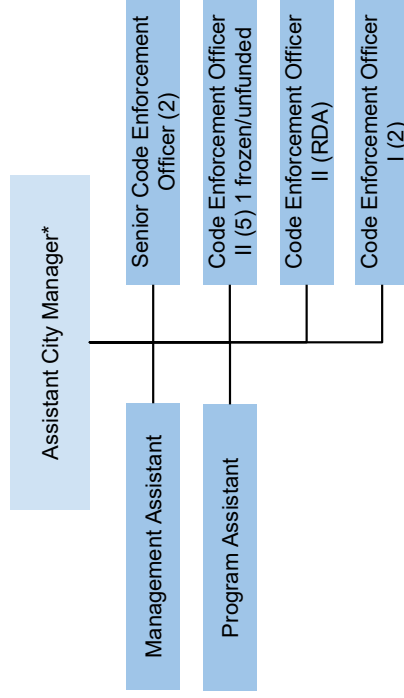 Assistant City Manager*
Management Assistant
Program Assistant
Senior Code Enforcement
Officer (2)
Code Enforcement Officer
II (5) 1 frozen/unfunded
Code Enforcement Officer
II (RDA)
Code Enforcement Officer
I (2)